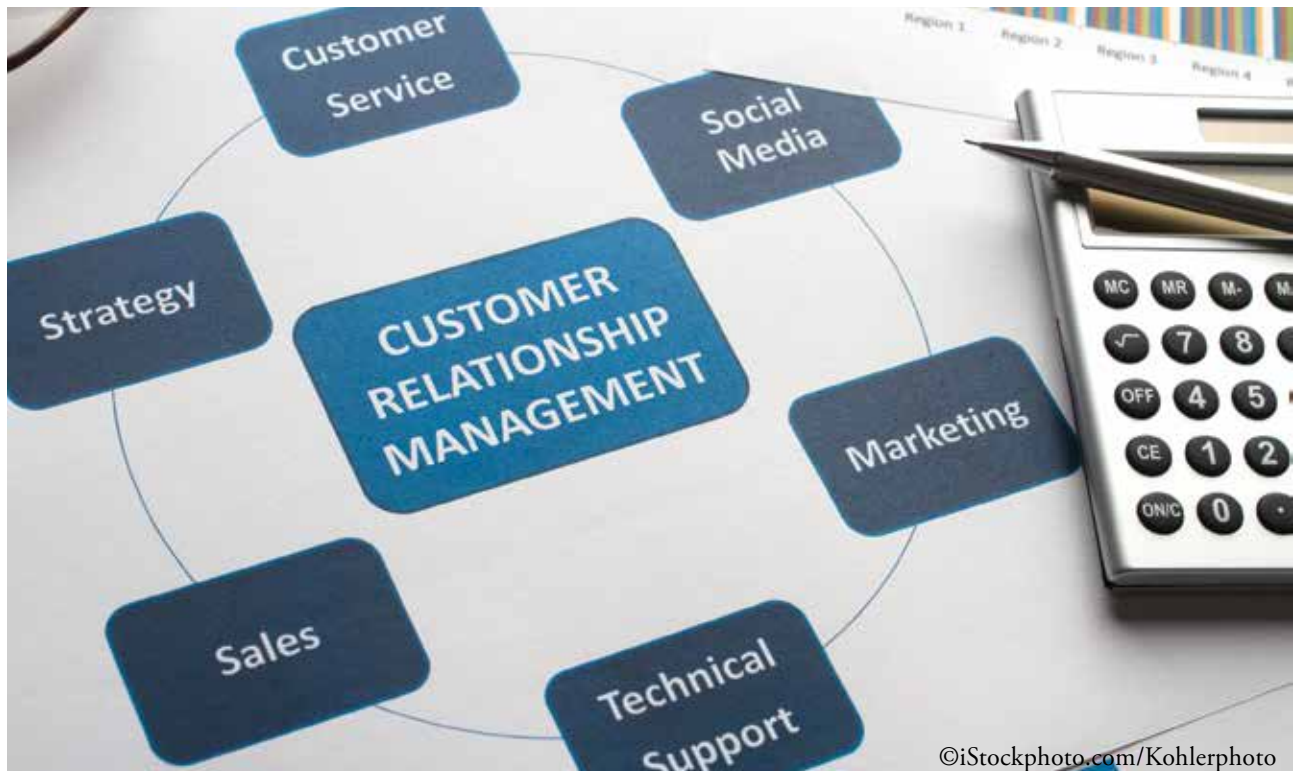 Region 1
Region 2
Region 3
Region 4
Customer
Service
Social
Media
Strategy
CUSTOMER
RELATIONSHIP
MANAGEMENT
Marketing
Sales
Technical
Support
MC
MR
M-
√
7
8
OFF
4
5
CE
1
2
ON/C
0
.
©iStockphoto.com/Kohlerphoto